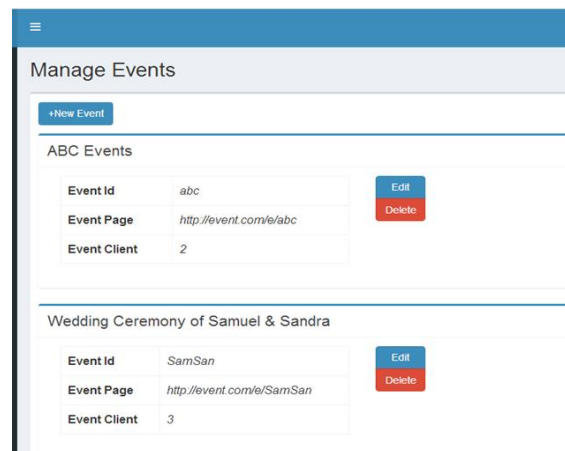 Manage Events
+New Event
ABC Events
Event Id abc Edit
Event Page http://event.com/e/abc Delete
Event Client 2
Wedding Ceremony of Samuel & Sandra
Event Id SamSan Edit
Event Page http://event.com/e/SamSan Delete
Event Client 3